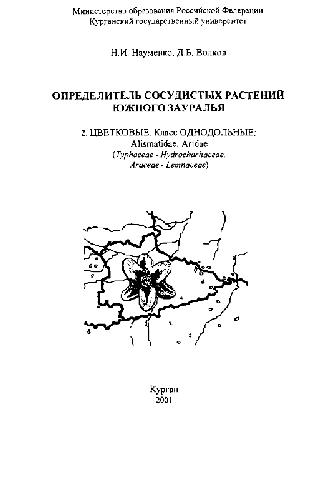 Министерство образования Российской Федерации
Курганский государственный университет
Н.И. Науменко, Д.Б. Волков
ОПРЕДЕЛИТЕЛЬ СОСУДИСТЫХ РАСТЕНИЙ
ЮЖНОГО ЗАУРАЛЬЯ
2. ЦВЕТКОВЫЕ. Класс ОДНОДОЛЬНЫЕ:
Alismatidae, Aridae
(Typhaceae - Hydrocharitaceae,
Araceae - Lemnaceae)
Курган
2001